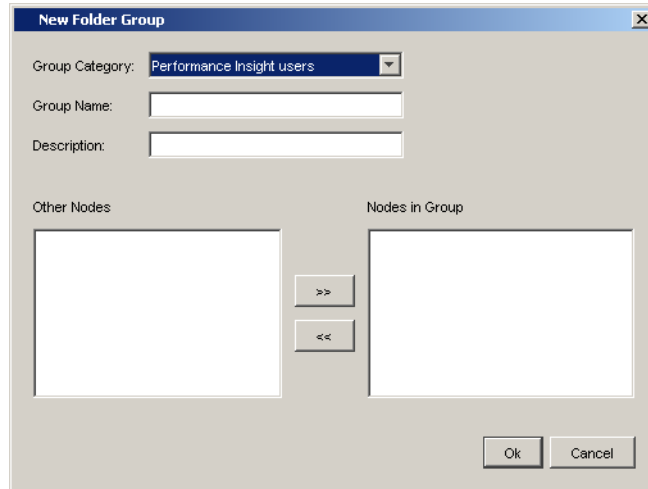 New Folder Group
Group Category: Performance Insight users
Group Name:
Description:
Other Nodes Nodes in Group
>>
<<
Ok Cancel